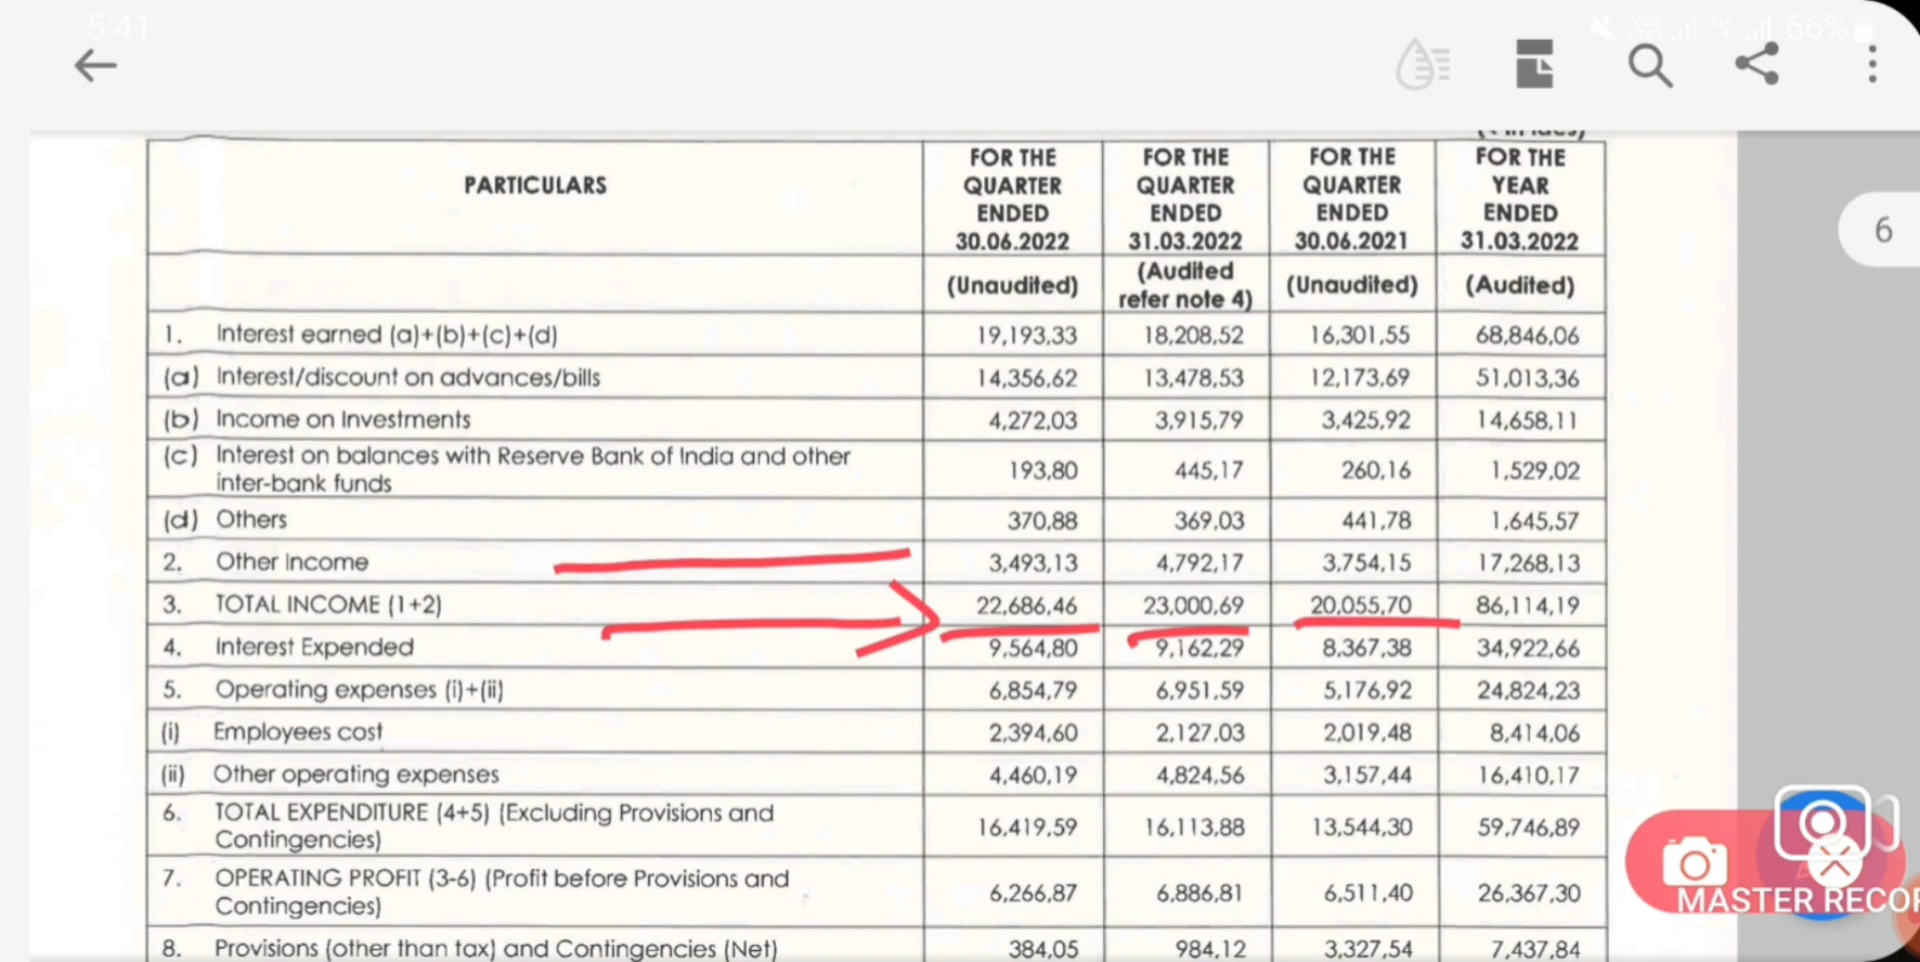 5:41
66%
6
FOR THE FOR THE FOR THE FOR THE
PARTICULARS QUARTER QUARTER QUARTER YEAR
ENDED ENDED ENDED ENDED
30.06.2022 31.03.2022 30.06.2021 31.03.2022
(Unaudited) (Audited refer note 4) (Unaudited) (Audited)
1. Interest earned (a)+(b)+(c)+(d) 19,193,33 18,208,52 16,301,55 68,846,06
(a) Interest/discount on advances/bills 14,356,62 13,478,53 12,173,69 51,013,36
(b) Income on Investments 4,272,03 3,915,79 3,425,92 14,658,11
(c) Interest on balances with Reserve Bank of India and other
inter-bank funds 193,80 445,17 260,16 1,529,02
(d) Others 370,88 369,03 441,78 1,645,57
2. Other Income 3,493,13 4,792,17 3,754,15 17,268,13
3. TOTAL INCOME (1+2) 22,686,46 23,000,69 20,055,70 86,114,19
4. Interest Expended 9,564,80 9,162,29 8,367,38 34,922,66
5. Operating expenses (i)+(ii) 6,854,79 6,951,59 5,176,92 24,824,23
(i) Employees cost 2,394,60 2,127,03 2,019,48 8,414,06
(ii) Other operating expenses 4,460,19 4,824,56 3,157,44 16,410,17
6. TOTAL EXPENDITURE (4+5) (Excluding Provisions and
Contingencies) 16,419,59 16,113,88 13,544,30 59,746,89
7. OPERATING PROFIT (3-6) (Profit before Provisions and
Contingencies) 6,266,87 6,886,81 6,511,40 26,367,30
8. Provisions (other than tax) and Contingencies (Net) 384,05 984,12 3,327,54 7,437,84
MASTER RECOR